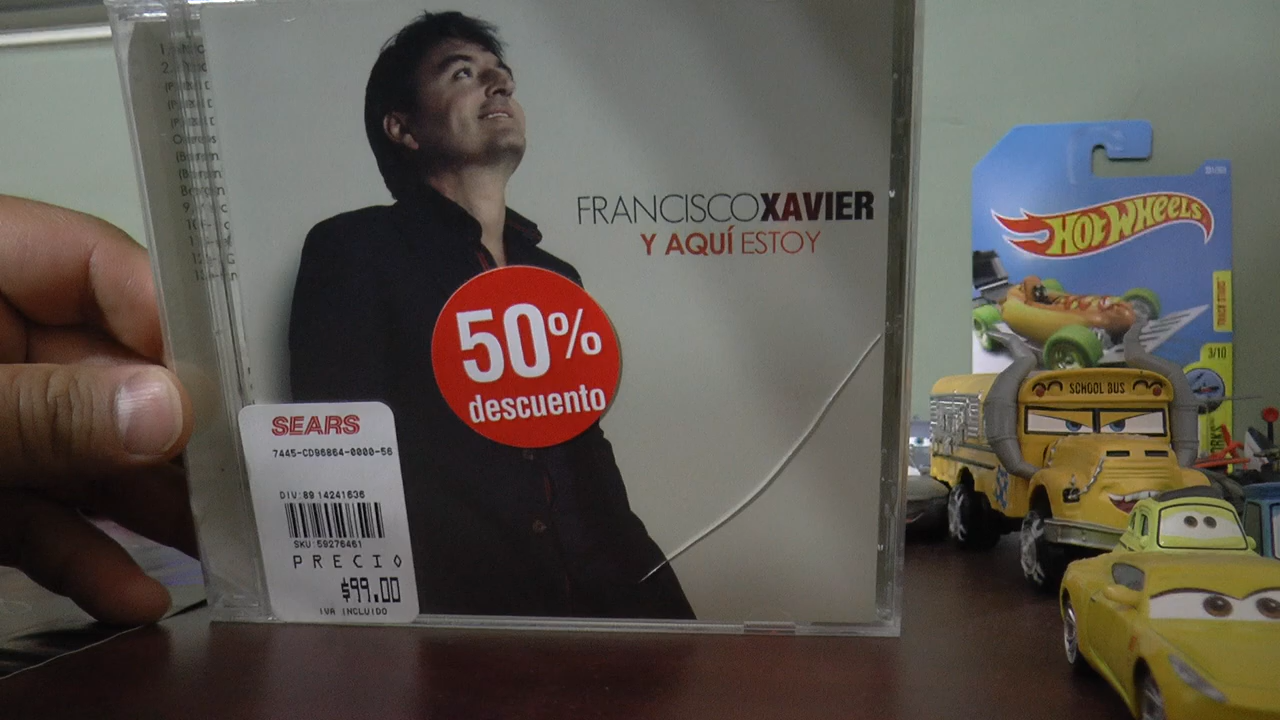 FRANCISCOXAVIER
Y AQUÍ ESTOY
50%
descuento
SEARS
7445-CD96864-0000-56
DIV:89 14241636
SKU:59276461
PRECIO
$99.00
IVA INCLUIDO
HOT WHEELS
3/10
SCHOOL BUS